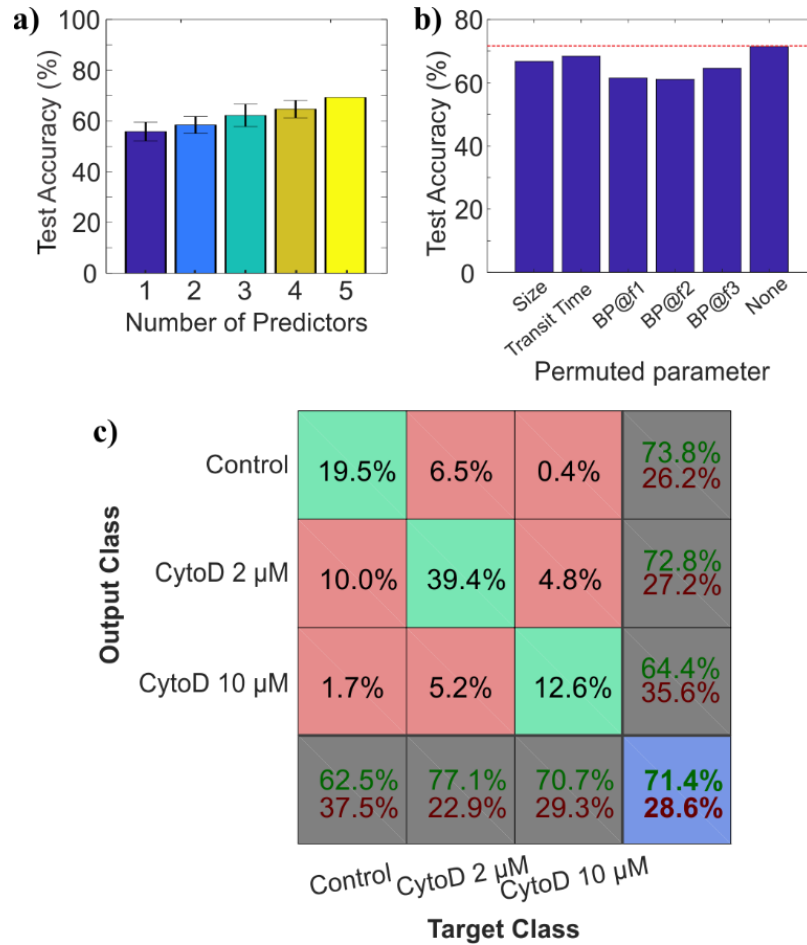 a)
100
80
60
40
20
0
Test Accuracy (%)
1 2 3 4 5
Number of Predictors
b)
80
60
40
20
0
Test Accuracy (%)
Size
Transit Time
BP@f1
BP@f2
BP@f3
None
Permuted parameter
c)
Output Class
Control 19.5% 6.5% 0.4% 73.8%
26.2%
CytoD 2 µM 10.0% 39.4% 4.8% 72.8%
27.2%
CytoD 10 µM 1.7% 5.2% 12.6% 64.4%
35.6%
62.5% 77.1% 70.7% 71.4%
37.5% 22.9% 29.3% 28.6%
Control CytoD 2 µM CytoD 10 µM
Target Class